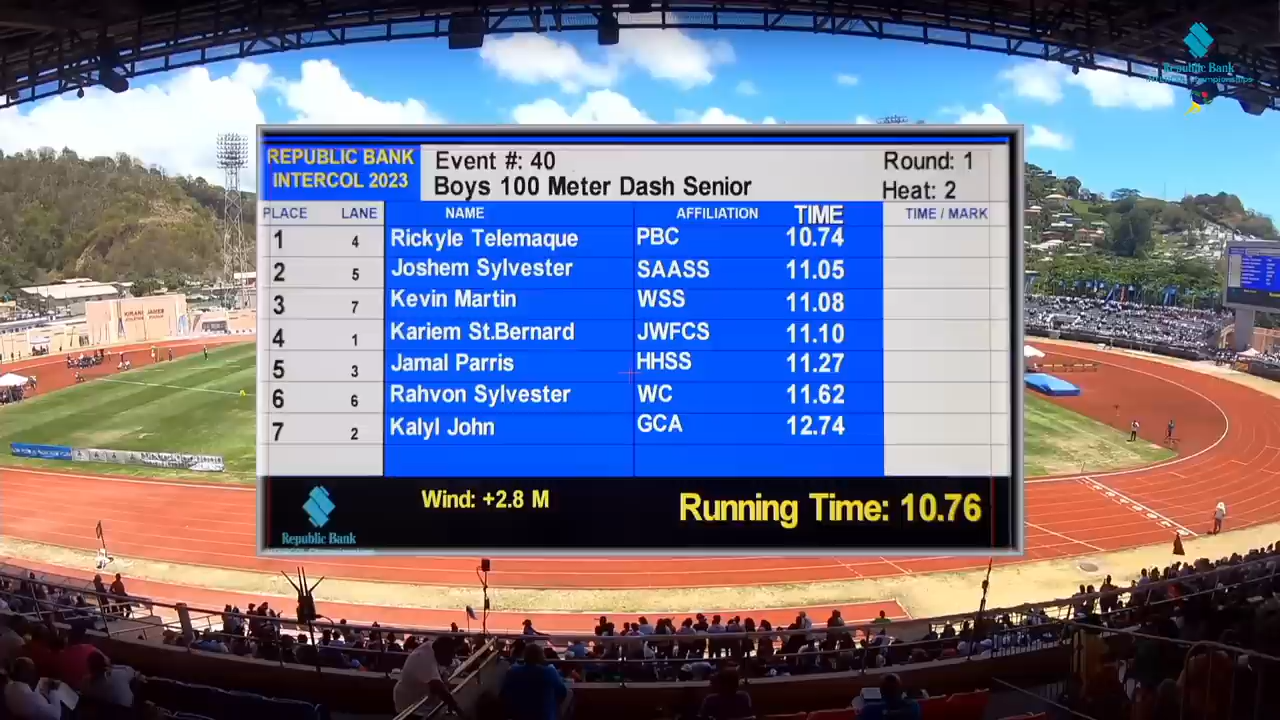 Republic Bank
REPUBLIC BANK
INTERCOL 2023
Event #: 40
Boys 100 Meter Dash Senior
Round: 1
Heat: 2
PLACE LANE NAME AFFILIATION TIME TIME / MARK
1 4 Rickyle Telemaque PBC 10.74
2 5 Joshem Sylvester SAASS 11.05
3 7 Kevin Martin WSS 11.08
4 1 Kariem St.Bernard JWFCS 11.10
5 3 Jamal Parris HHSS 11.27
6 6 Rahvon Sylvester WC 11.62
7 2 Kalyl John GCA 12.74
Republic Bank
Wind: +2.8 M
Running Time: 10.76
KIRANI JAMES